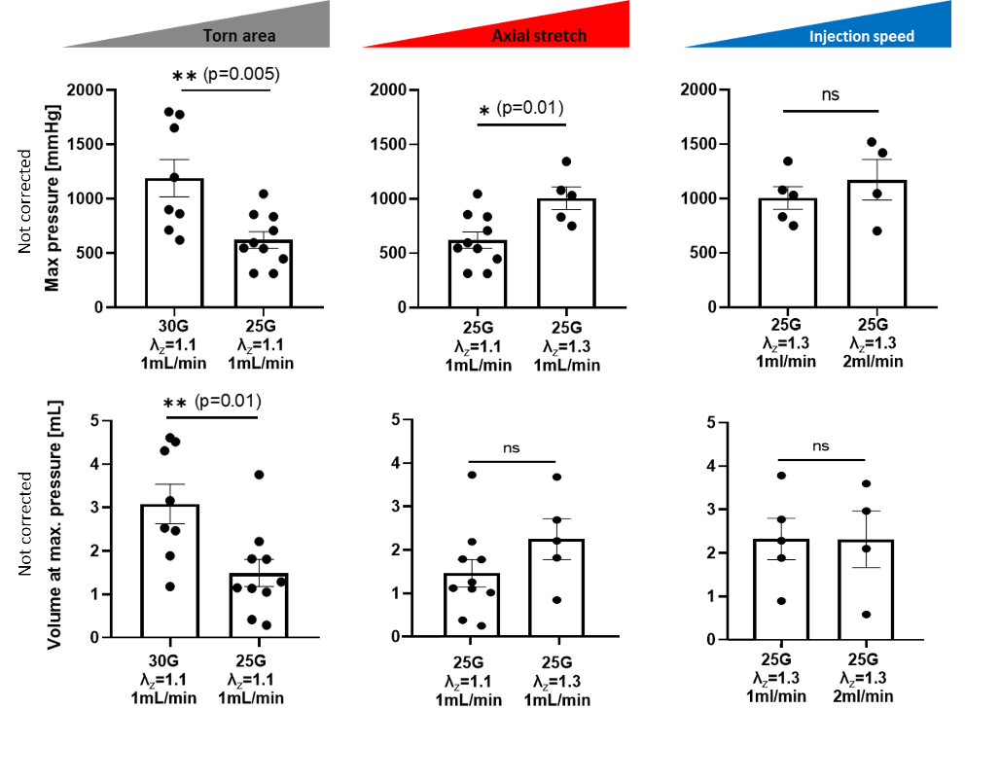 Torn area
Axial stretch
Injection speed
Not corrected
Max pressure [mmHg]
** (p=0.005)
2000
1500
1000
500
0
30G
λz=1.1
1mL/min
25G
λz=1.1
1mL/min
* (p=0.01)
2000
1500
1000
500
0
25G
λz=1.1
1mL/min
25G
λz=1.3
1mL/min
ns
2000
1500
1000
500
0
25G
λz=1.3
1ml/min
25G
λz=1.3
2ml/min
Not corrected
Volume at max. pressure [mL]
** (p=0.01)
5
4
3
2
1
0
30G
λz=1.1
1mL/min
25G
λz=1.1
1mL/min
ns
5
4
3
2
1
0
25G
λz=1.1
1mL/min
25G
λz=1.3
1mL/min
ns
5
4
3
2
1
0
25G
λz=1.3
1ml/min
25G
λz=1.3
2ml/min